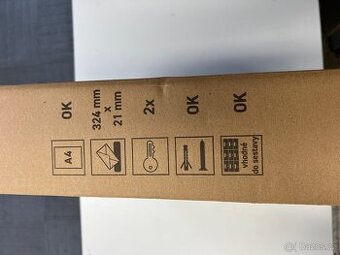 OK
324 mm
x
21 mm
2x
OK
OK
A4
vhodné
do sestavy